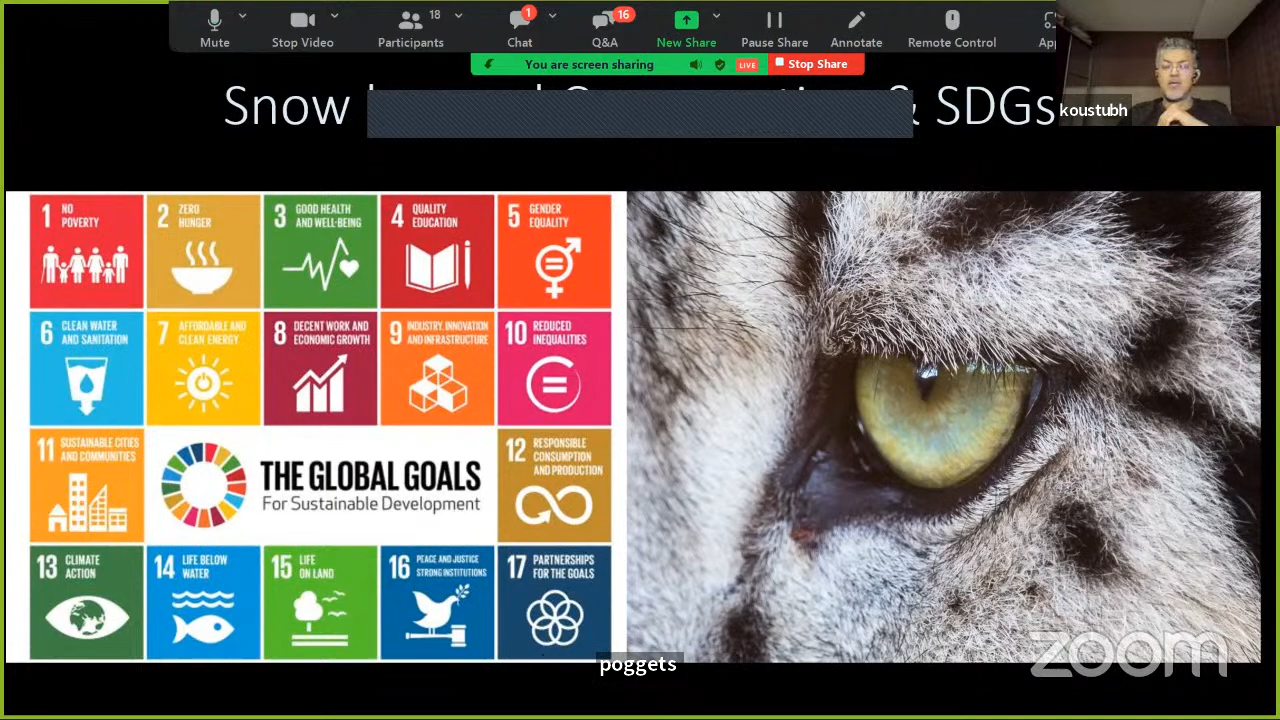 18
1
16
Mute
Stop Video
Participants
Chat
Q&A
New Share
Pause Share
Annotate
Remote Control
You are screen sharing
LIVE
Stop Share
Snow
& SDGs
koustubh
1 NO
POVERTY
2 ZERO
HUNGER
3 GOOD HEALTH
AND WELL-BEING
4 QUALITY
EDUCATION
5 GENDER
EQUALITY
6 CLEAN WATER
AND SANITATION
7 AFFORDABLE AND
CLEAN ENERGY
8 DECENT WORK AND
ECONOMIC GROWTH
9 INDUSTRY, INNOVATION
AND INFRASTRUCTURE
10 REDUCED
INEQUALITIES
11 SUSTAINABLE CITIES
AND COMMUNITIES
THE GLOBAL GOALS
For Sustainable Development
12 RESPONSIBLE
CONSUMPTION
AND PRODUCTION
13 CLIMATE
ACTION
14 LIFE BELOW
WATER
15 LIFE
ON LAND
16 PEACE AND JUSTICE
STRONG INSTITUTIONS
17 PARTNERSHIPS
FOR THE GOALS
poggets
zoom